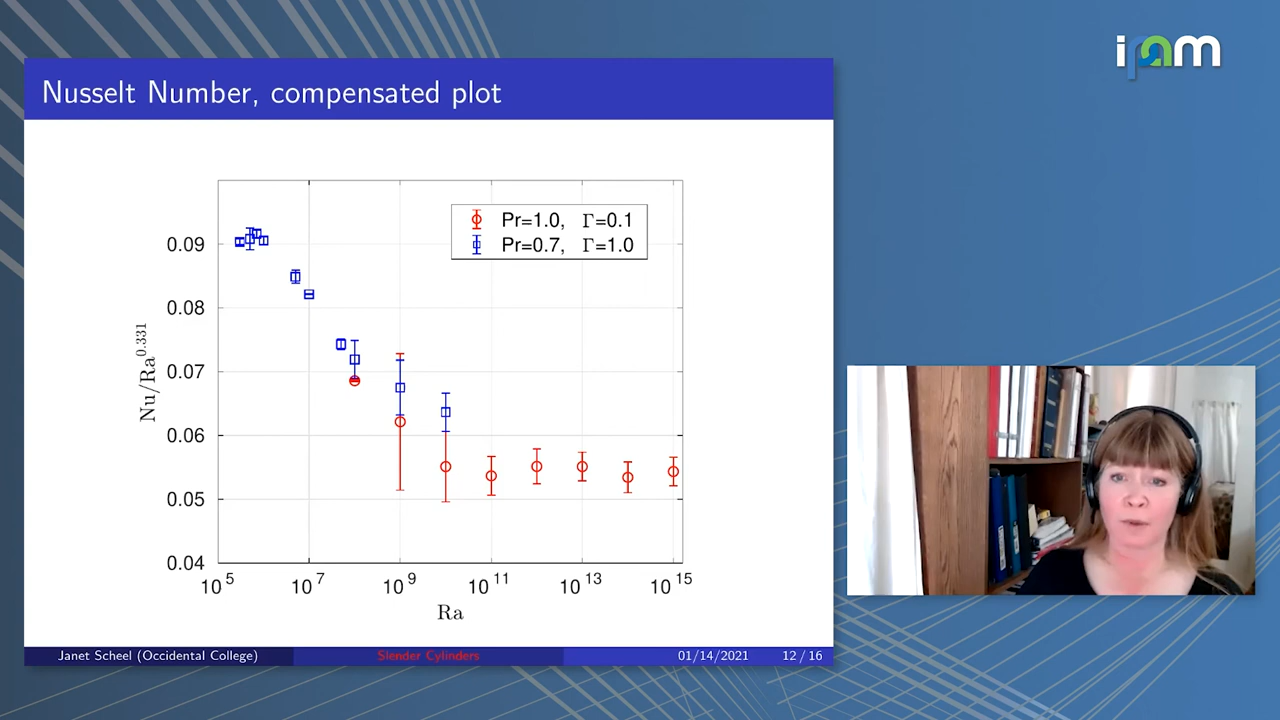 ipam
Nusselt Number, compensated plot
Pr=1.0, Γ=0.1
Pr=0.7, Γ=1.0
0.09
0.08
0.07
0.06
0.05
0.04
Nu/Ra^0.331
10^5 10^7 10^9 10^11 10^13 10^15
Ra
Janet Scheel (Occidental College) Slender Cylinders 01/14/2021 12 / 16